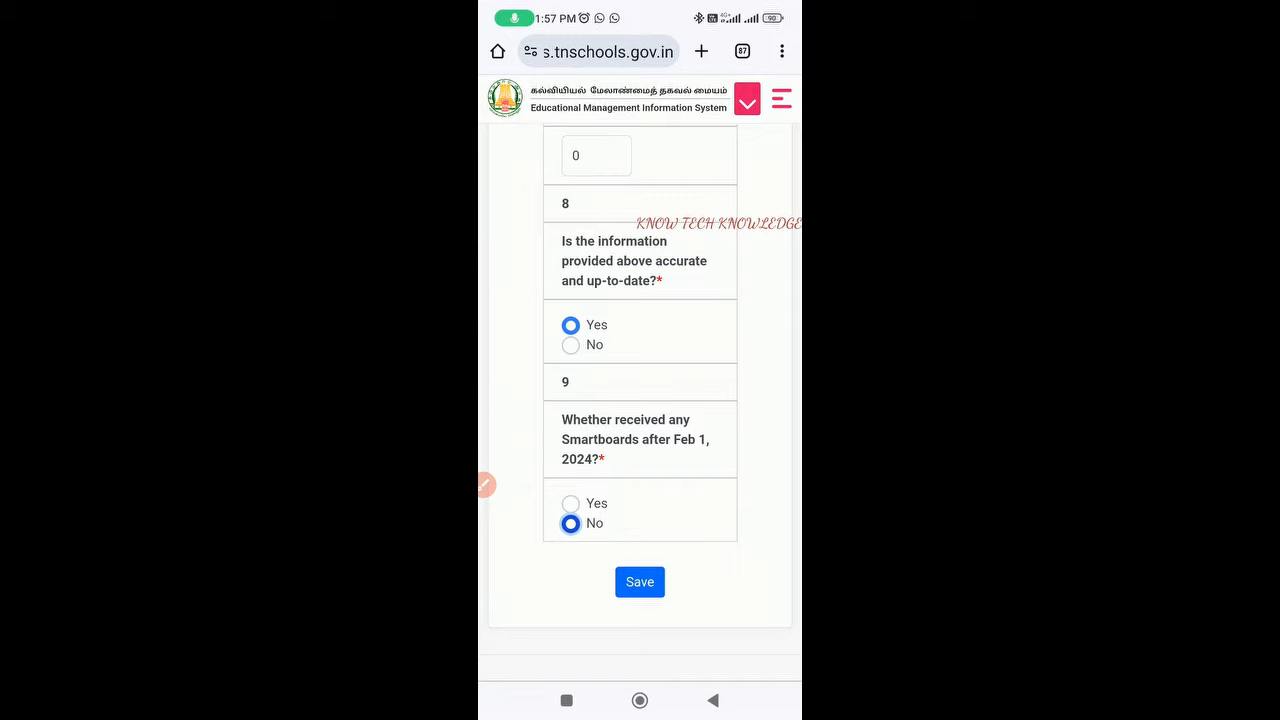 1:57 PM
4G+
90
s.tnschools.gov.in
87
கல்வியியல் மேலாண்மைத் தகவல் மையம்
Educational Management Information System
0
8
KNOW TECH KNOWLEDGE
Is the information
provided above accurate
and up-to-date?*
Yes
No
9
Whether received any
Smartboards after Feb 1,
2024?*
Yes
No
Save